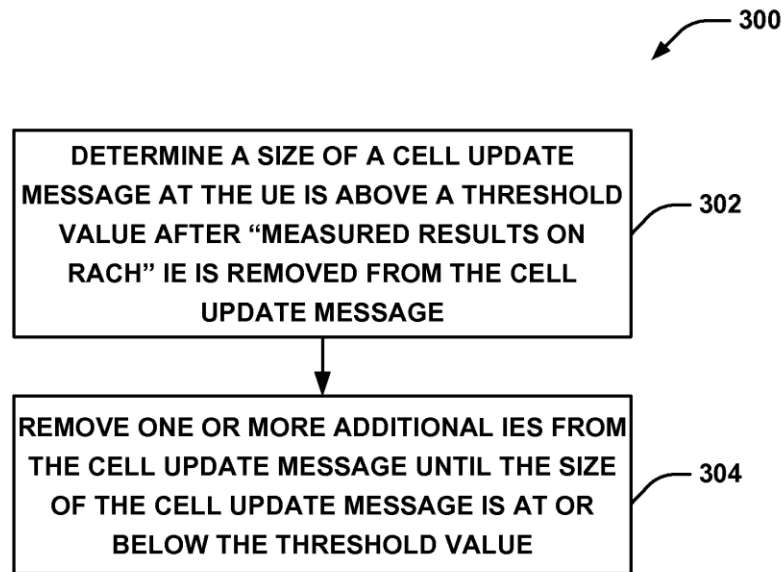 300
DETERMINE A SIZE OF A CELL UPDATE
MESSAGE AT THE UE IS ABOVE A THRESHOLD
VALUE AFTER “MEASURED RESULTS ON
RACH” IE IS REMOVED FROM THE CELL
UPDATE MESSAGE
302
REMOVE ONE OR MORE ADDITIONAL IES FROM
THE CELL UPDATE MESSAGE UNTIL THE SIZE
OF THE CELL UPDATE MESSAGE IS AT OR
BELOW THE THRESHOLD VALUE
304